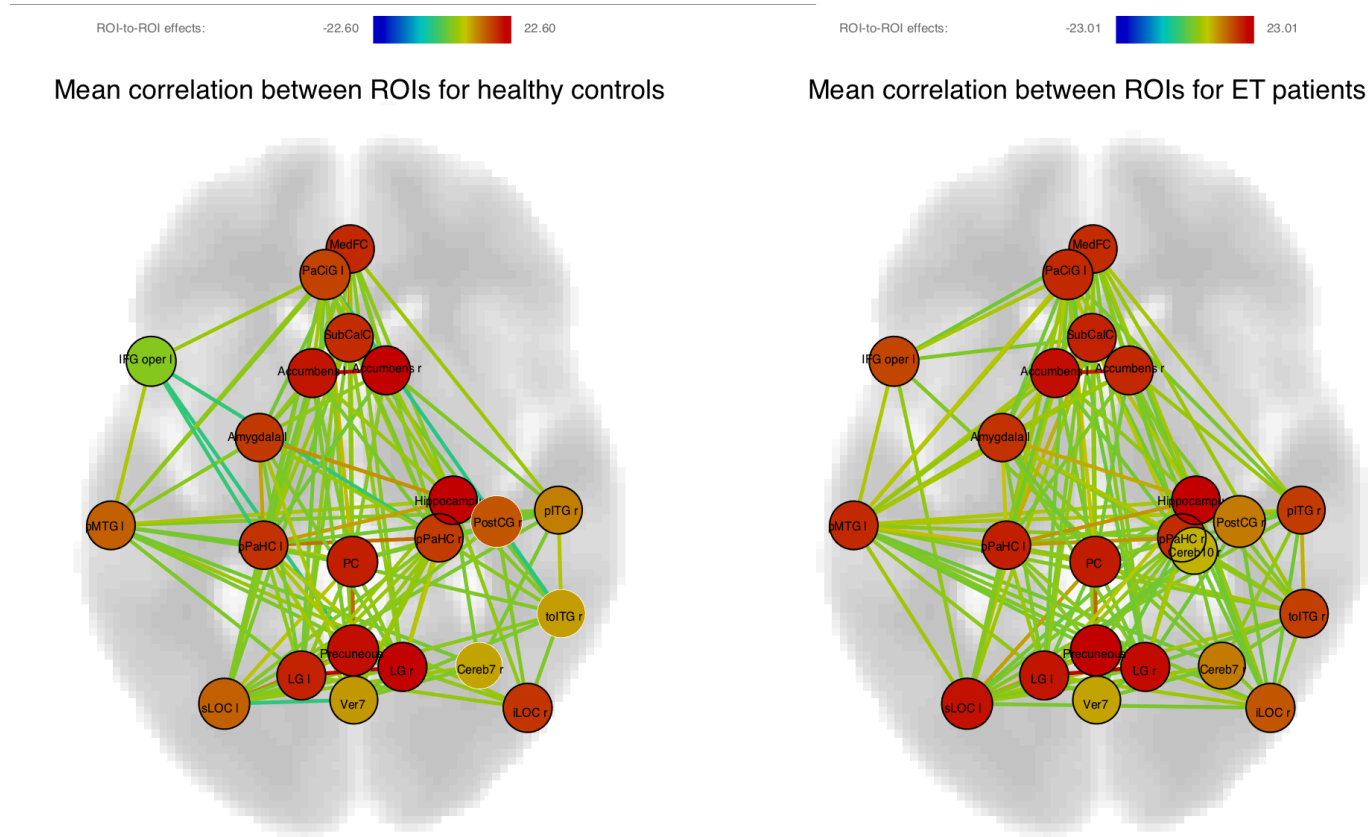 ROI-to-ROI effects: -22.60 22.60
ROI-to-ROI effects: -23.01 23.01
Mean correlation between ROIs for healthy controls
Mean correlation between ROIs for ET patients
MedFC
PaCiG l
SubCalC
IFG oper l
Accumbens l
Accumbens r
Amygdala l
Hippocamp r
pITG r
PostCG r
pMTG l
pPaHC l
pPaHC r
PC
toITG r
Precuneous
LG l
LG r
Cereb7 r
sLOC l
Ver7
iLOC r
MedFC
PaCiG l
SubCalC
IFG oper l
Accumbens l
Accumbens r
Amygdala l
Hippocamp r
pITG r
PostCG r
pMTG l
pPaHC l
pPaHC r
Cereb10 r
PC
toITG r
Precuneous
LG l
LG r
Cereb7 r
sLOC l
Ver7
iLOC r